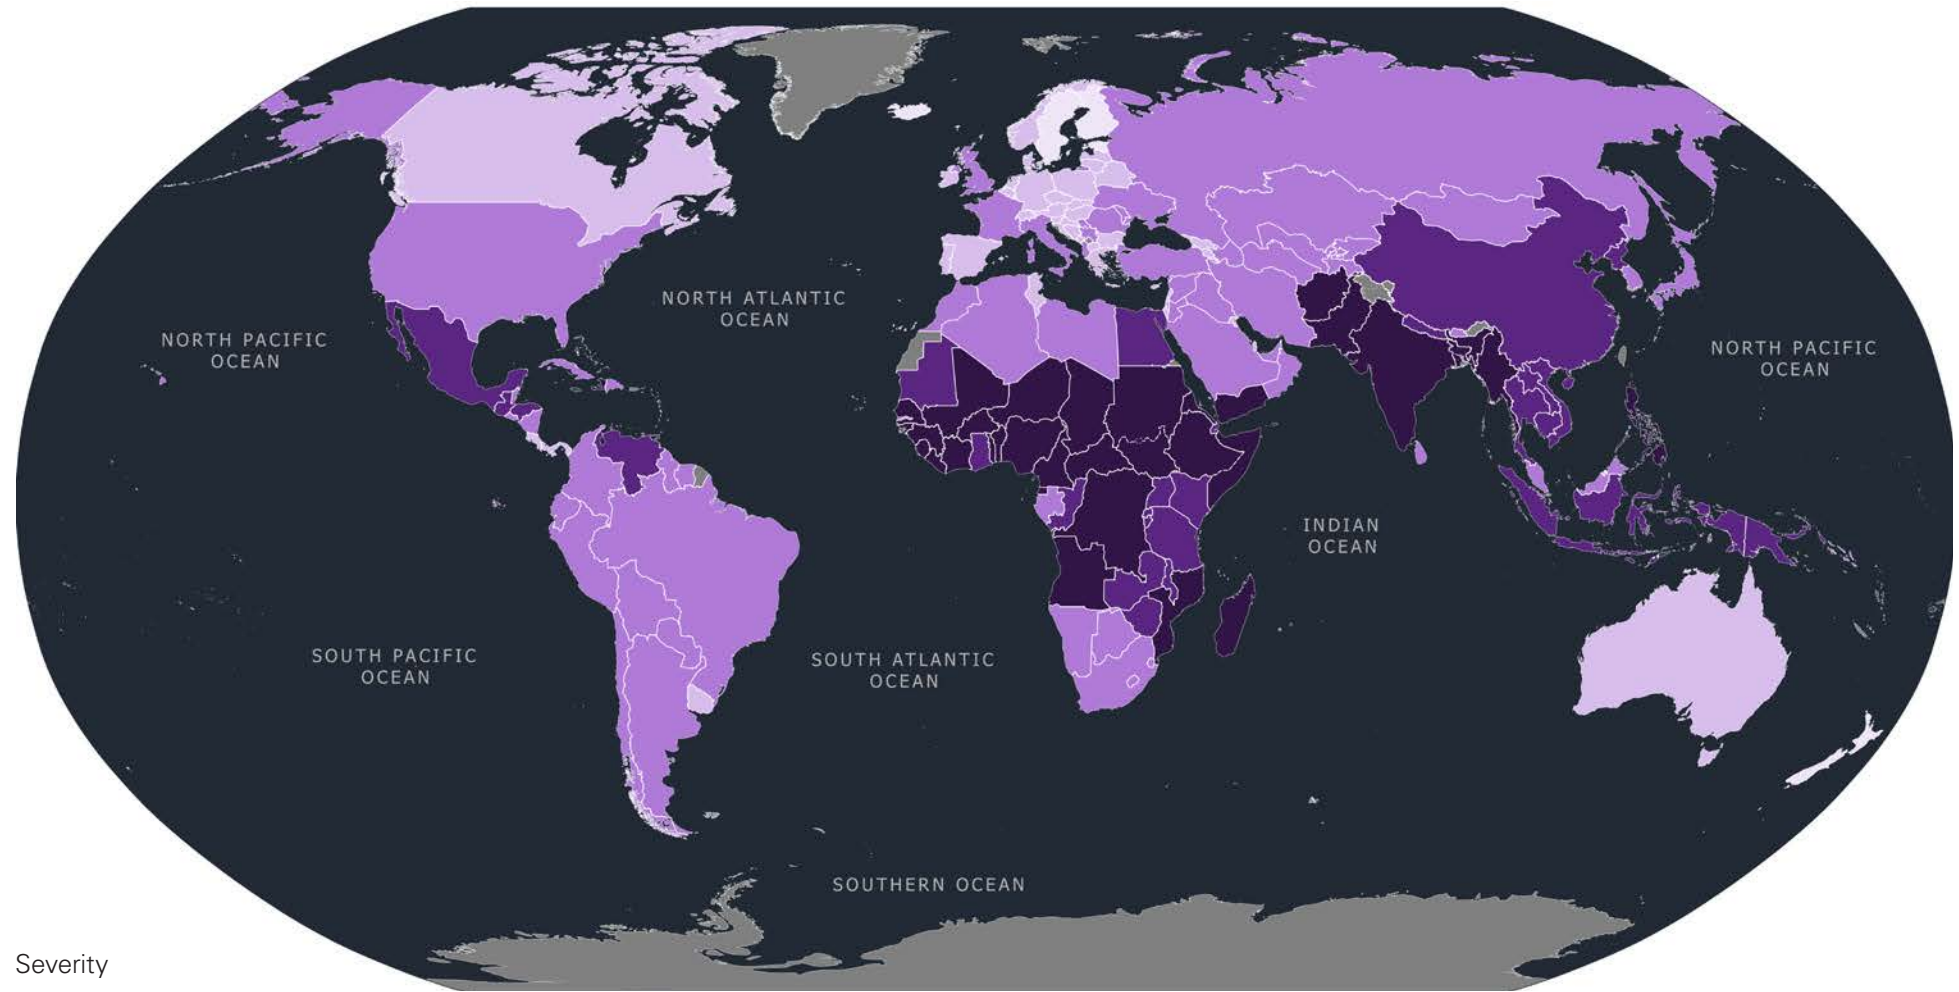 NORTH ATLANTIC
OCEAN
NORTH PACIFIC
OCEAN
NORTH PACIFIC
OCEAN
INDIAN
OCEAN
SOUTH PACIFIC
OCEAN
SOUTH ATLANTIC
OCEAN
SOUTHERN OCEAN
Severity